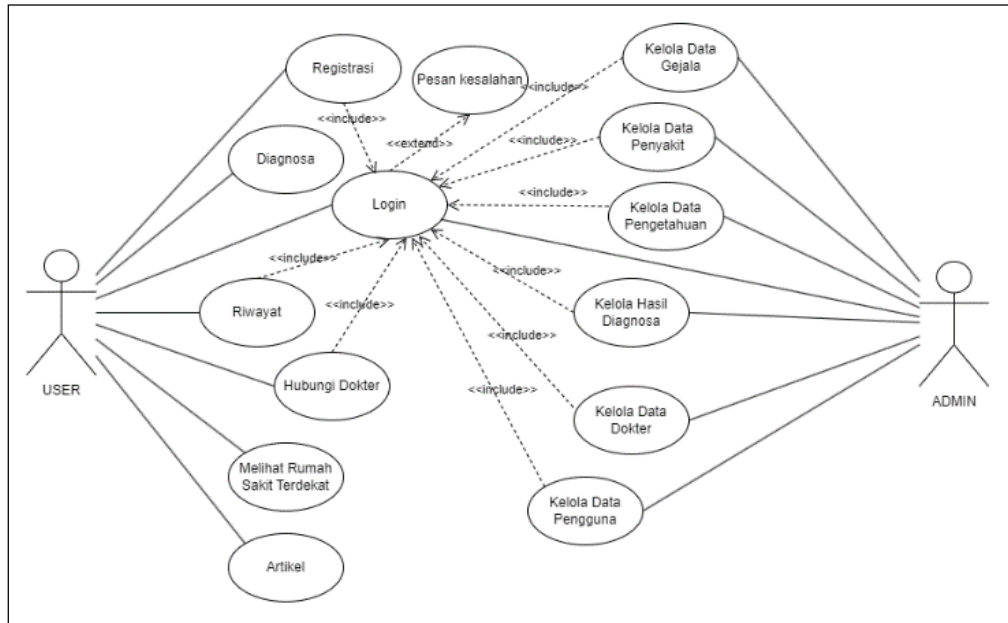 Registrasi
Pesan kesalahan
Kelola Data
Gejala
<<include>>
<<include>>
<<extend>>
Kelola Data
Penyakit
<<include>>
Diagnosa
Login
<<include>>
Kelola Data
Pengetahuan
<<include>>
<<include>>
Riwayat
<<include>>
Kelola Hasil
Diagnosa
<<include>>
USER
Hubungi Dokter
<<include>>
ADMIN
Kelola Data
Dokter
Melihat Rumah
Sakit Terdekat
Kelola Data
Pengguna
Artikel